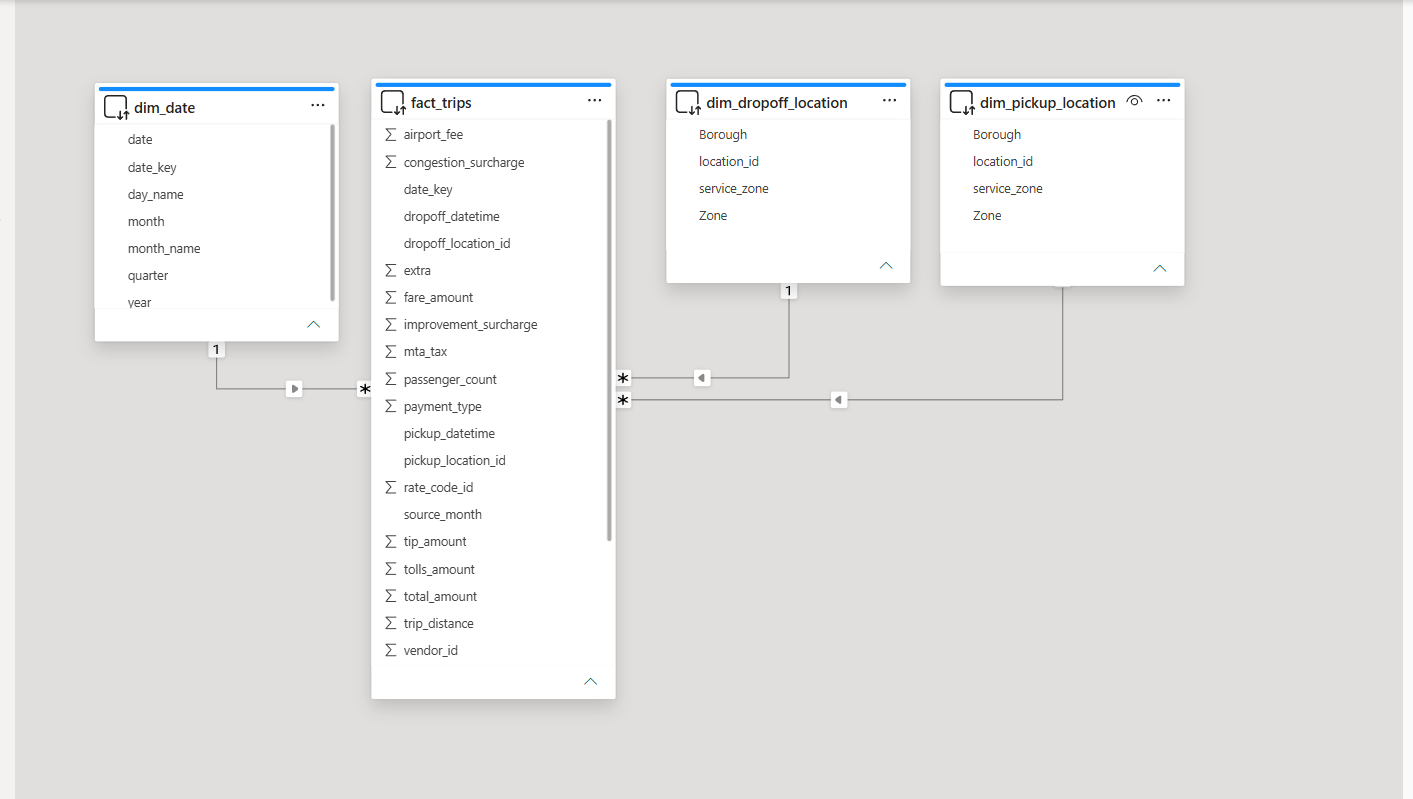 dim_date
date
date_key
day_name
month
month_name
quarter
year
1
*
fact_trips
Σ airport_fee
Σ congestion_surcharge
date_key
dropoff_datetime
dropoff_location_id
Σ extra
Σ fare_amount
Σ improvement_surcharge
Σ mta_tax
Σ passenger_count
Σ payment_type
pickup_datetime
pickup_location_id
Σ rate_code_id
source_month
Σ tip_amount
Σ tolls_amount
Σ total_amount
Σ trip_distance
Σ vendor_id
dim_dropoff_location
Borough
location_id
service_zone
Zone
1
*
*
dim_pickup_location
Borough
location_id
service_zone
Zone